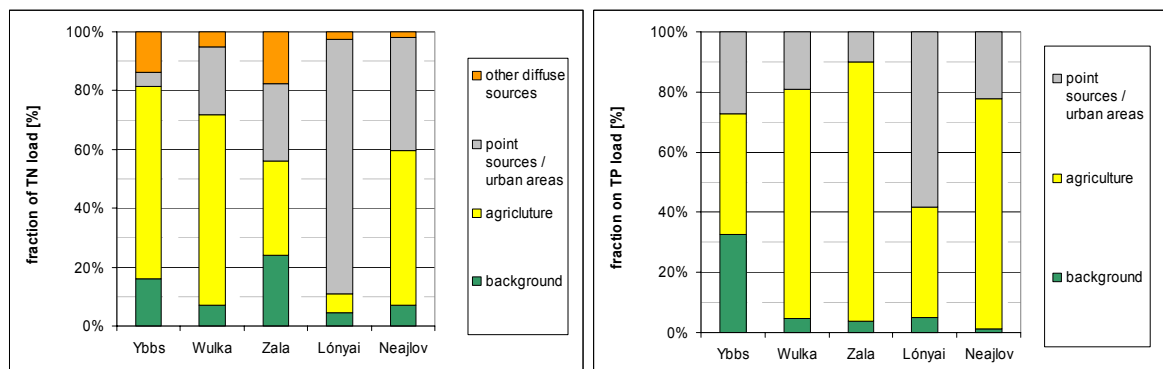 fraction of TN load [%]
100%
80%
60%
40%
20%
0%
Ybbs Wulka Zala Lónyai Neajlov
other diffuse
sources
point
sources /
urban areas
agricluture
background
fraction on TP load [%]
100%
80%
60%
40%
20%
0%
Ybbs Wulka Zala Lónyai Neajlov
point
sources /
urban areas
agriculture
background